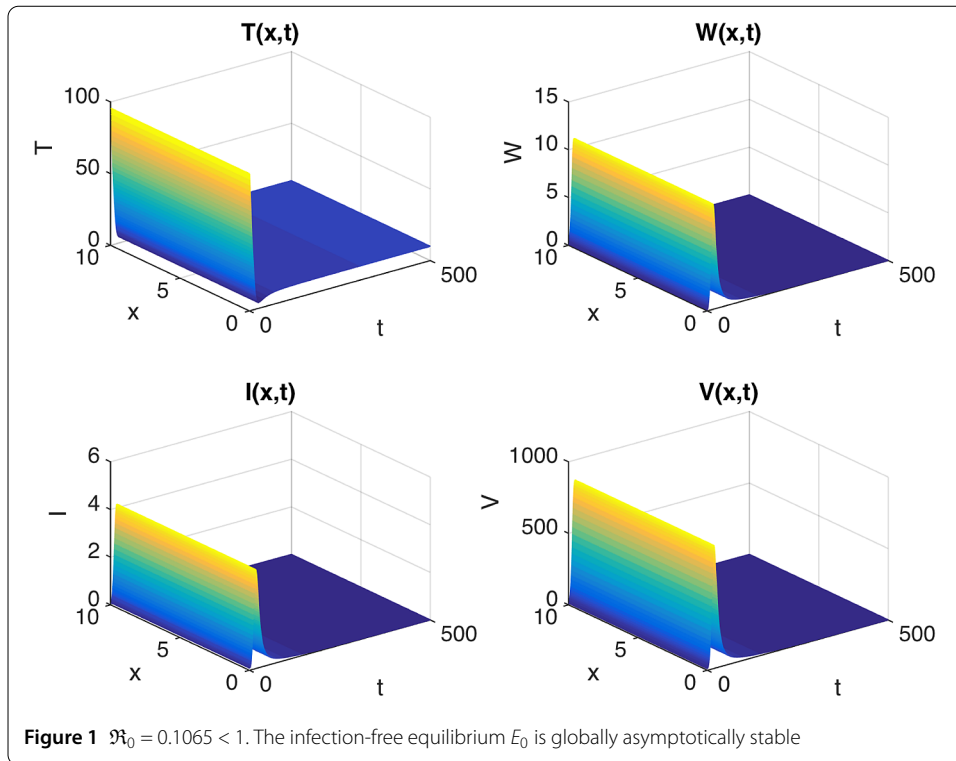 T(x,t)
100
50
0
T
10
5
0
x
0
500
t
W(x,t)
15
10
5
0
W
10
5
0
x
0
500
t
I(x,t)
6
4
2
0
I
10
5
0
x
0
500
t
V(x,t)
1000
500
0
V
10
5
0
x
0
500
t
Figure 1 ℜ₀ = 0.1065 < 1. The infection-free equilibrium E₀ is globally asymptotically stable